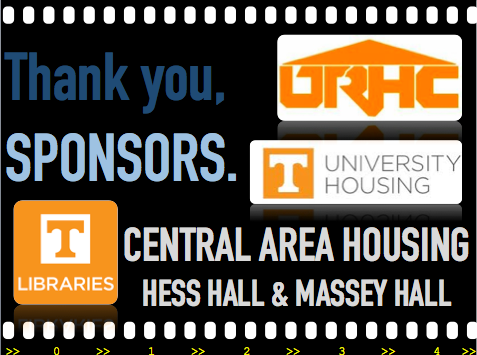 Thank you,
SPONSORS.
URHC
T UNIVERSITY
HOUSING
T
LIBRARIES
CENTRAL AREA HOUSING
HESS HALL & MASSEY HALL
>> 0 >> 1 >> 2 >> 3 >> 4 >>